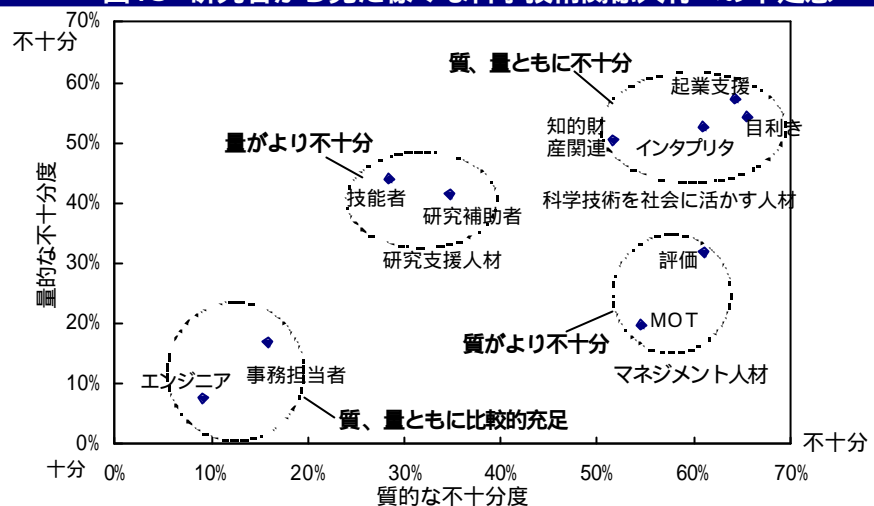 70%
不十分
60%
50%
40%
30%
20%
10%
0%
十分
量的な不十分度
質、量ともに不十分
起業支援
知的財
産関連
インタプリタ
目利き
科学技術を社会に活かす人材
量がより不十分
技能者
研究補助者
研究支援人材
評価
MOT
質がより不十分
マネジメント人材
エンジニア
事務担当者
質、量ともに比較的充足
不十分
0%
10%
20%
30%
40%
50%
60%
70%
質的な不十分度